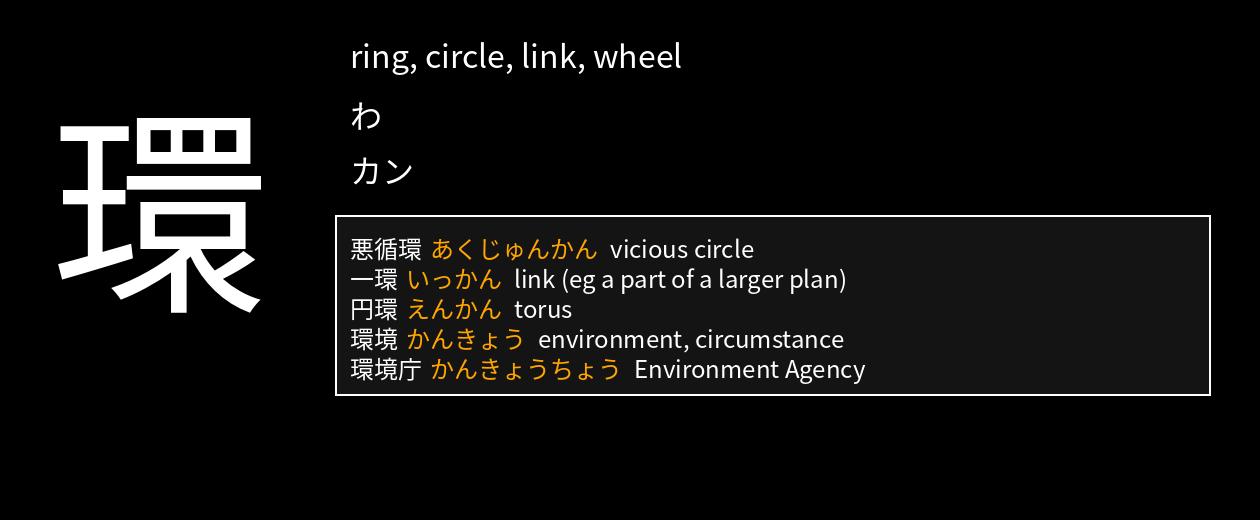 環
ring, circle, link, wheel
わ
カン
悪循環 あくじゅんかん vicious circle
一環 いっかん link (eg a part of a larger plan)
円環 えんかん torus
環境 かんきょう environment, circumstance
環境庁 かんきょうちょう Environment Agency